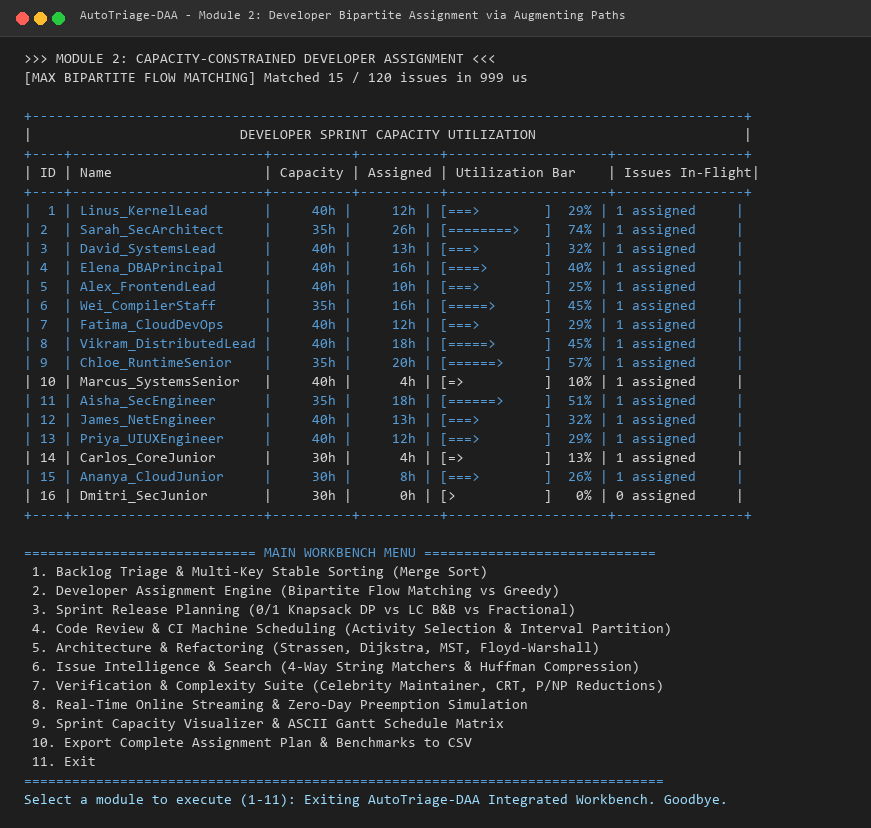 AutoTriage-DAA - Module 2: Developer Bipartite Assignment via Augmenting Paths
>>> MODULE 2: CAPACITY-CONSTRAINED DEVELOPER ASSIGNMENT <<<
[MAX BIPARTITE FLOW MATCHING] Matched 15 / 120 issues in 999 us
+-----------------------------------------------------------------------------------------+
|                          DEVELOPER SPRINT CAPACITY UTILIZATION                          |
+----+------------------------+----------+----------+--------------------+----------------+
| ID | Name                   | Capacity | Assigned | Utilization Bar    | Issues In-Flight|
+----+------------------------+----------+----------+--------------------+----------------+
|  1 | Linus_KernelLead       |     40h |     12h | [===>        ]  29% | 1 assigned     |
| 2  | Sarah_SecArchitect     |     35h |     26h | [========>   ]  74% | 1 assigned     |
| 3  | David_SystemsLead      |     40h |     13h | [===>        ]  32% | 1 assigned     |
| 4  | Elena_DBAPrincipal     |     40h |     16h | [====>       ]  40% | 1 assigned     |
| 5  | Alex_FrontendLead      |     40h |     10h | [===>        ]  25% | 1 assigned     |
| 6  | Wei_CompilerStaff      |     35h |     16h | [=====>      ]  45% | 1 assigned     |
| 7  | Fatima_CloudDevOps     |     40h |     12h | [===>        ]  29% | 1 assigned     |
| 8  | Vikram_DistributedLead |     40h |     18h | [=====>      ]  45% | 1 assigned     |
| 9  | Chloe_RuntimeSenior    |     35h |     20h | [======>     ]  57% | 1 assigned     |
| 10 | Marcus_SystemsSenior   |     40h |      4h | [=>          ]  10% | 1 assigned     |
| 11 | Aisha_SecEngineer      |     35h |     18h | [======>     ]  51% | 1 assigned     |
| 12 | James_NetEngineer      |     40h |     13h | [===>        ]  32% | 1 assigned     |
| 13 | Priya_UIUXEngineer     |     40h |     12h | [===>        ]  29% | 1 assigned     |
| 14 | Carlos_CoreJunior      |     30h |      4h | [=>          ]  13% | 1 assigned     |
| 15 | Ananya_CloudJunior     |     30h |      8h | [===>        ]  26% | 1 assigned     |
| 16 | Dmitri_SecJunior       |     30h |      0h | [>           ]   0% | 0 assigned     |
+----+------------------------+----------+----------+--------------------+----------------+
============================= MAIN WORKBENCH MENU =============================
1. Backlog Triage & Multi-Key Stable Sorting (Merge Sort)
2. Developer Assignment Engine (Bipartite Flow Matching vs Greedy)
3. Sprint Release Planning (0/1 Knapsack DP vs LC B&B vs Fractional)
4. Code Review & CI Machine Scheduling (Activity Selection & Interval Partition)
5. Architecture & Refactoring (Strassen, Dijkstra, MST, Floyd-Warshall)
6. Issue Intelligence & Search (4-Way String Matchers & Huffman Compression)
7. Verification & Complexity Suite (Celebrity Maintainer, CRT, P/NP Reductions)
8. Real-Time Online Streaming & Zero-Day Preemption Simulation
9. Sprint Capacity Visualizer & ASCII Gantt Schedule Matrix
10. Export Complete Assignment Plan & Benchmarks to CSV
11. Exit
================================================================================
Select a module to execute (1-11): Exiting AutoTriage-DAA Integrated Workbench. Goodbye.